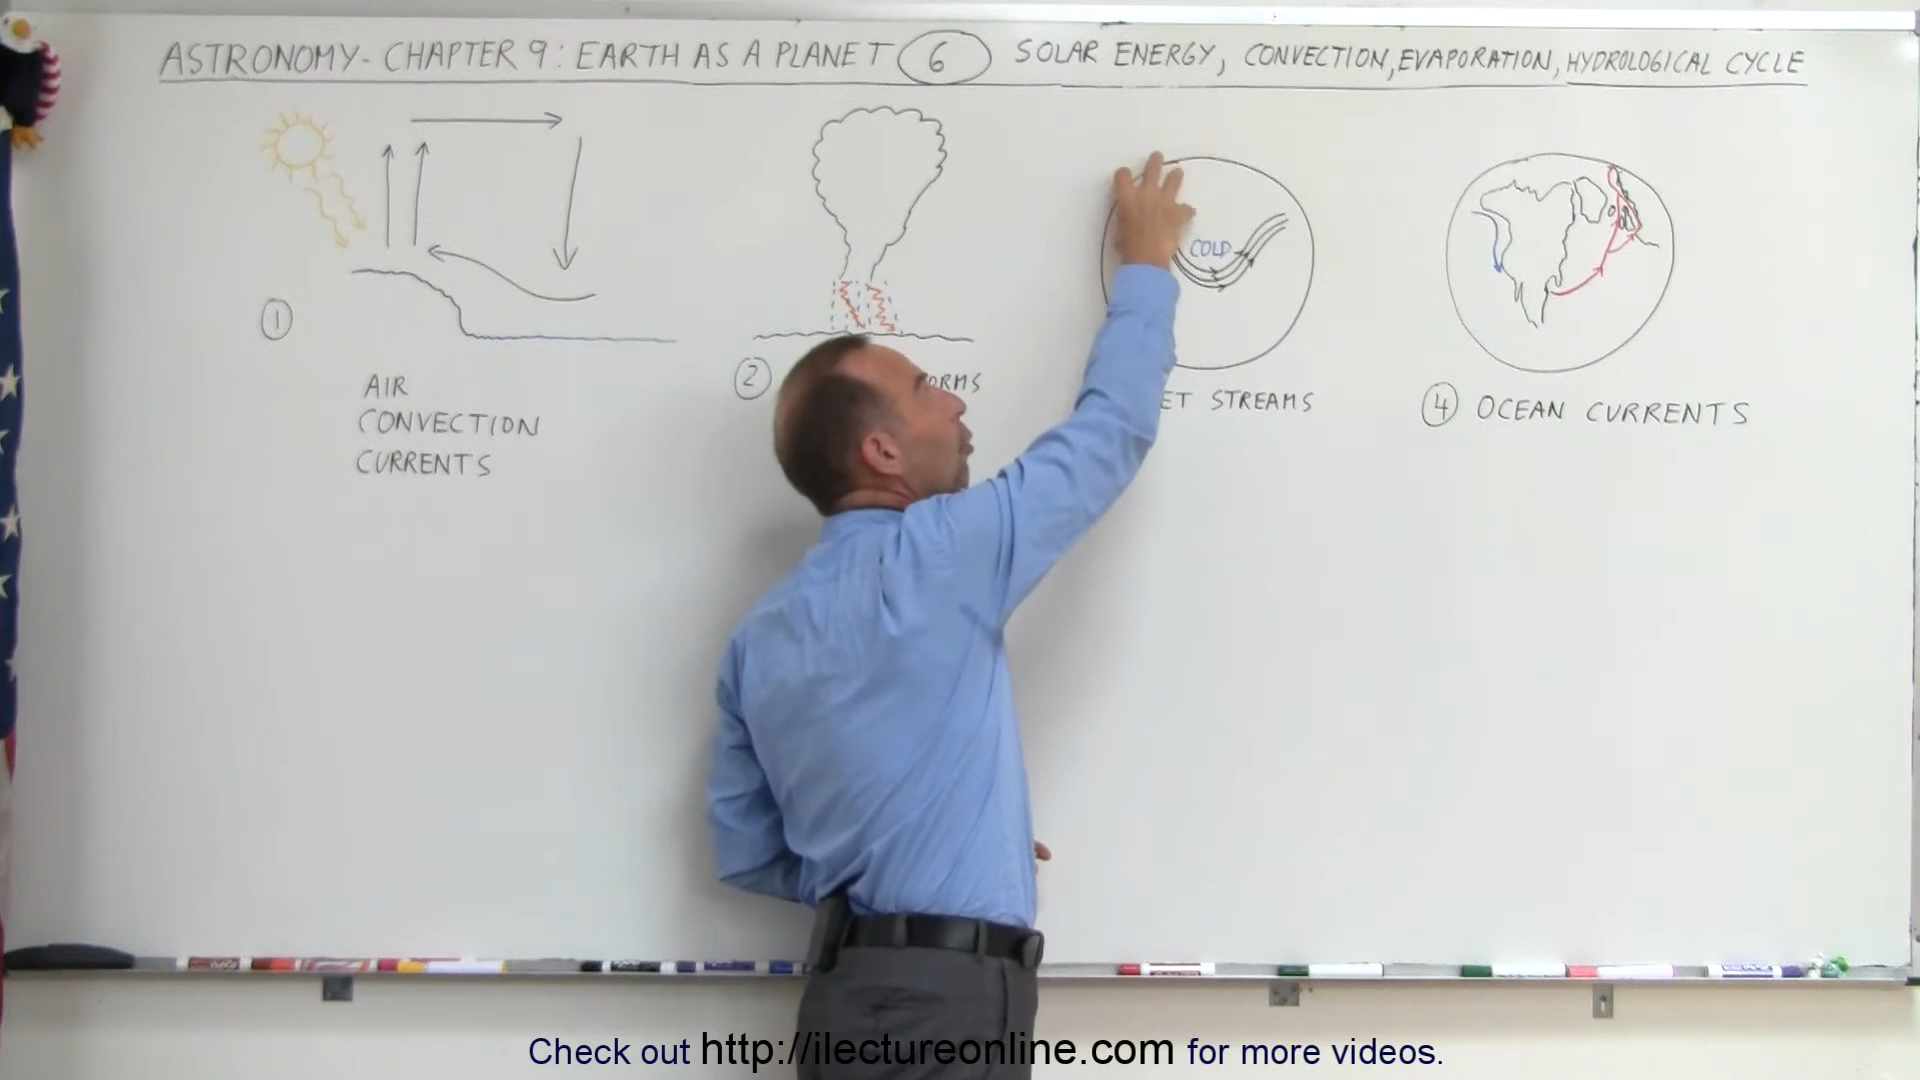 ASTRONOMY - CHAPTER 9 : EARTH AS A PLANET 6 SOLAR ENERGY, CONVECTION, EVAPORATION, HYDROLOGICAL CYCLE
COLD
1
AIR
CONVECTION
CURRENTS
2
STREAMS
4 OCEAN CURRENTS
Check out http://ilectureonline.com for more videos.